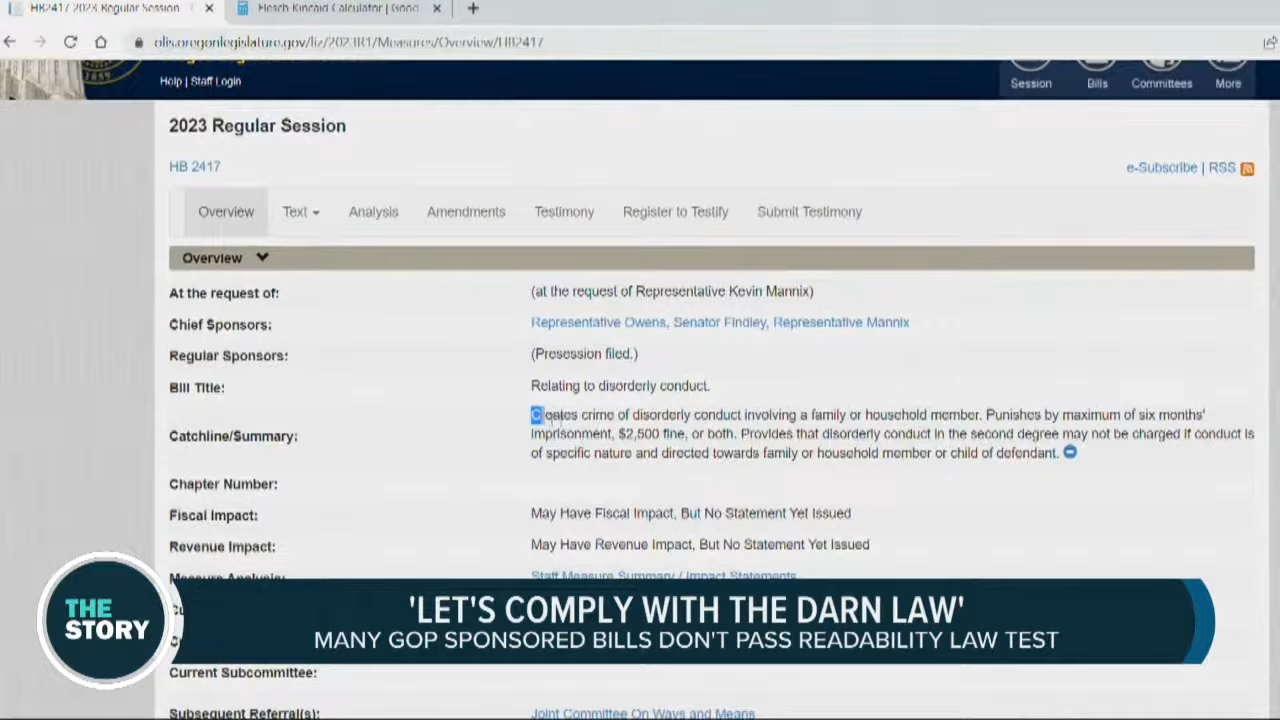 HB2417 2023 Regular Session
Flesch Kincaid Calculator | Good
olis.oregonlegislature.gov/liz/2023R1/Measures/Overview/HB2417
1859
Help | Staff Login
Session Bills Committees More
2023 Regular Session
HB 2417
e-Subscribe | RSS
Overview Text Analysis Amendments Testimony Register to Testify Submit Testimony
Overview
At the request of: (at the request of Representative Kevin Mannix)
Chief Sponsors: Representative Owens, Senator Findley, Representative Mannix
Regular Sponsors: (Presession filed.)
Bill Title: Relating to disorderly conduct.
Catchline/Summary: Creates crime of disorderly conduct involving a family or household member. Punishes by maximum of six months'
imprisonment, $2,500 fine, or both. Provides that disorderly conduct in the second degree may not be charged if conduct is
of specific nature and directed towards family or household member or child of defendant.
Chapter Number:
Fiscal Impact: May Have Fiscal Impact, But No Statement Yet Issued
Revenue Impact: May Have Revenue Impact, But No Statement Yet Issued
Measure Analysis: Staff Measure Summary / Impact Statements
THE
STORY
'LET'S COMPLY WITH THE DARN LAW'
MANY GOP SPONSORED BILLS DON'T PASS READABILITY LAW TEST
Current Subcommittee:
Subsequent Referral(s): Joint Committee On Ways and Means